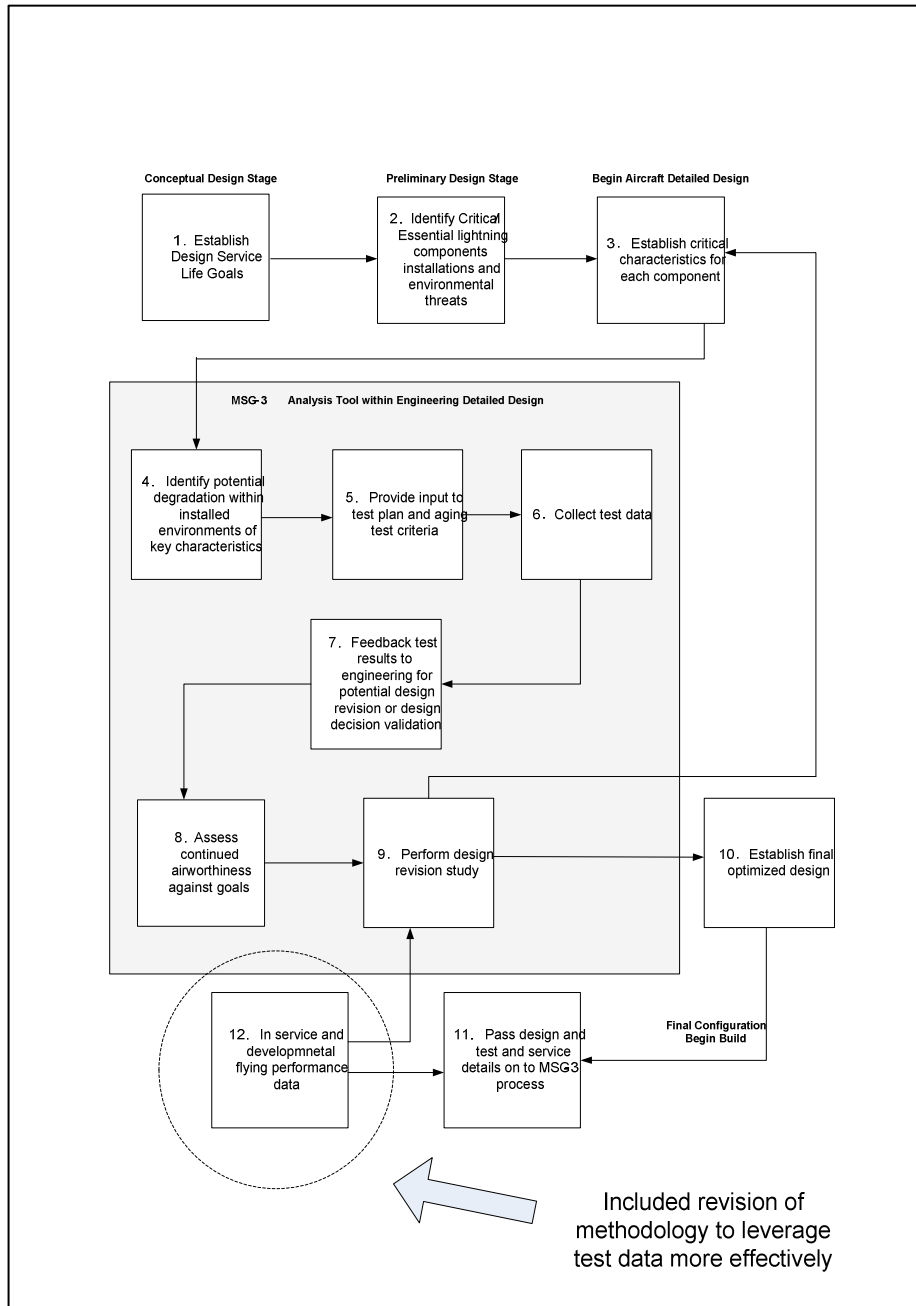 Conceptual Design Stage
Preliminary Design Stage
Begin Aircraft Detailed Design
1. Establish
Design Service
Life Goals
2. Identify Critical/
Essential lightning
components
installations and
environmental
threats
3. Establish critical
characteristics for
each component
MSG-3 Analysis Tool within Engineering Detailed Design
4. Identify potential
degradation within
installed
environments of
key characteristics
5. Provide input to
test plan and aging
test criteria
6. Collect test data
7. Feedback test
results to
engineering for
potential design
revision or design
decision validation
8. Assess
continued
airworthiness
against goals
9. Perform design
revision study
10. Establish final
optimized design
12. In service and
developmnetal
flying performance
data
11. Pass design and
test and service
details on to MSG-3
process
Final Configuration
Begin Build
Included revision of
methodology to leverage
test data more effectively